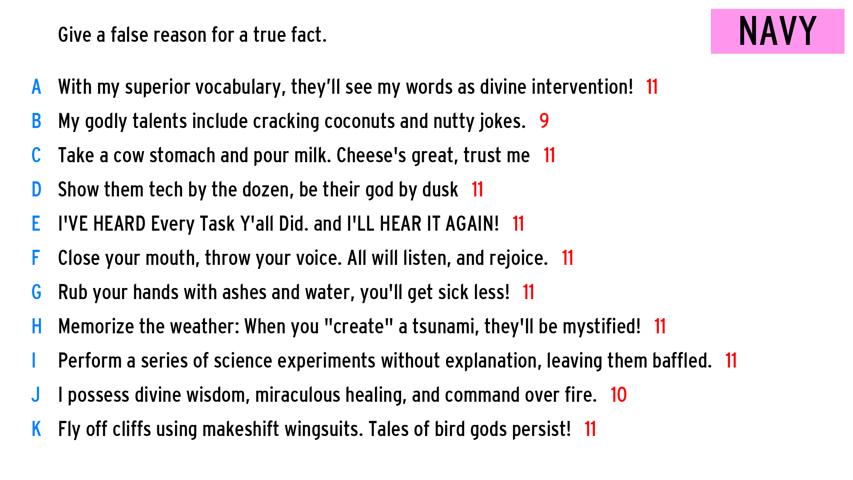 Give a false reason for a true fact.
NAVY
A With my superior vocabulary, they'll see my words as divine intervention! 11
B My godly talents include cracking coconuts and nutty jokes. 9
C Take a cow stomach and pour milk. Cheese's great, trust me 11
D Show them tech by the dozen, be their god by dusk 11
E I'VE HEARD Every Task Y'all Did. and I'LL HEAR IT AGAIN! 11
F Close your mouth, throw your voice. All will listen, and rejoice. 11
G Rub your hands with ashes and water, you'll get sick less! 11
H Memorize the weather: When you "create" a tsunami, they'll be mystified! 11
I Perform a series of science experiments without explanation, leaving them baffled. 11
J I possess divine wisdom, miraculous healing, and command over fire. 10
K Fly off cliffs using makeshift wingsuits. Tales of bird gods persist! 11